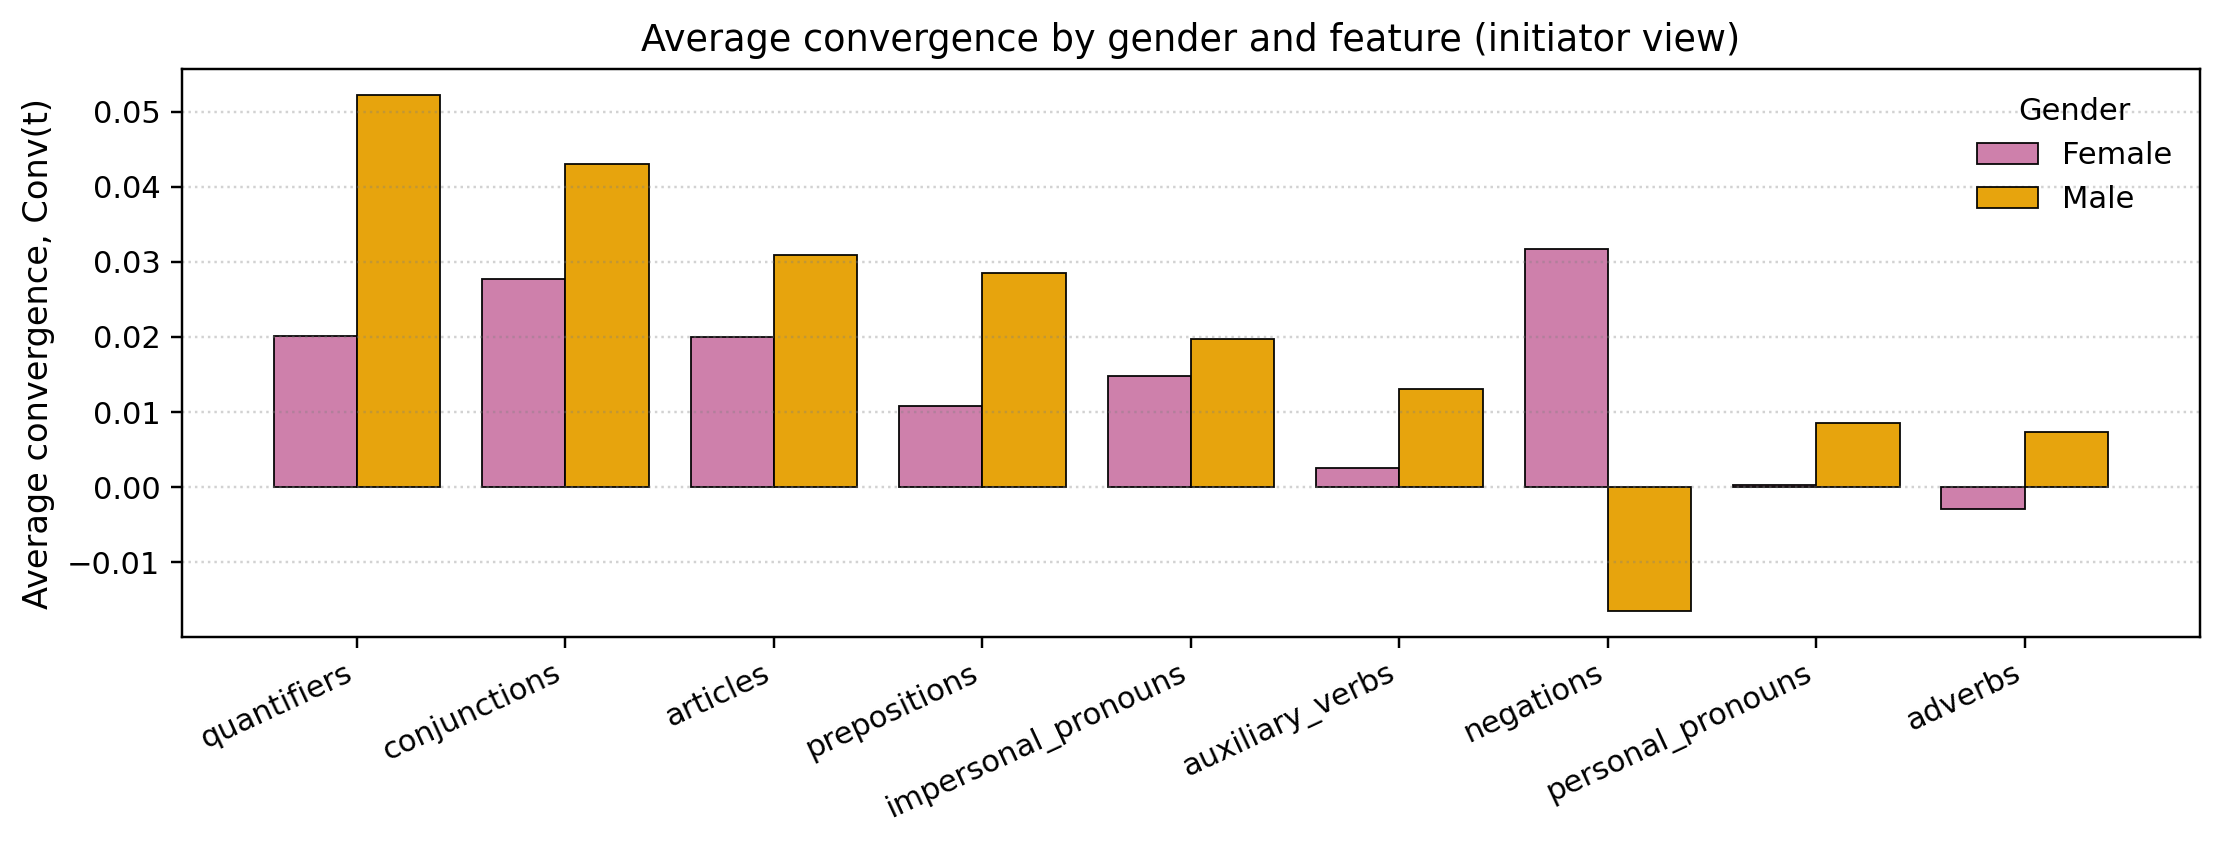 Average convergence by gender and feature (initiator view)
Average convergence, Conv(t)
0.05
0.04
0.03
0.02
0.01
0.00
−0.01
Gender
Female
Male
quantifiers
conjunctions
articles
prepositions
impersonal_pronouns
auxiliary_verbs
negations
personal_pronouns
adverbs